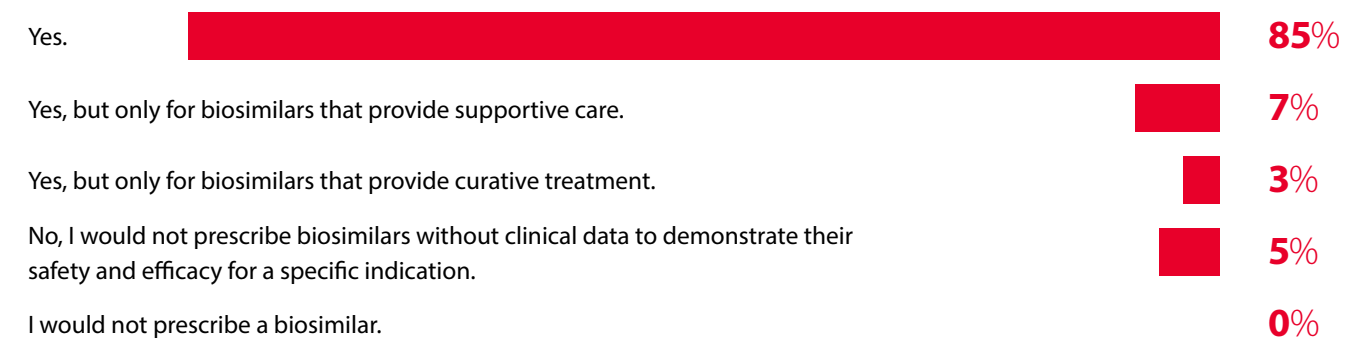 Yes. 85%
Yes, but only for biosimilars that provide supportive care. 7%
Yes, but only for biosimilars that provide curative treatment. 3%
No, I would not prescribe biosimilars without clinical data to demonstrate their
safety and efficacy for a specific indication. 5%
I would not prescribe a biosimilar. 0%